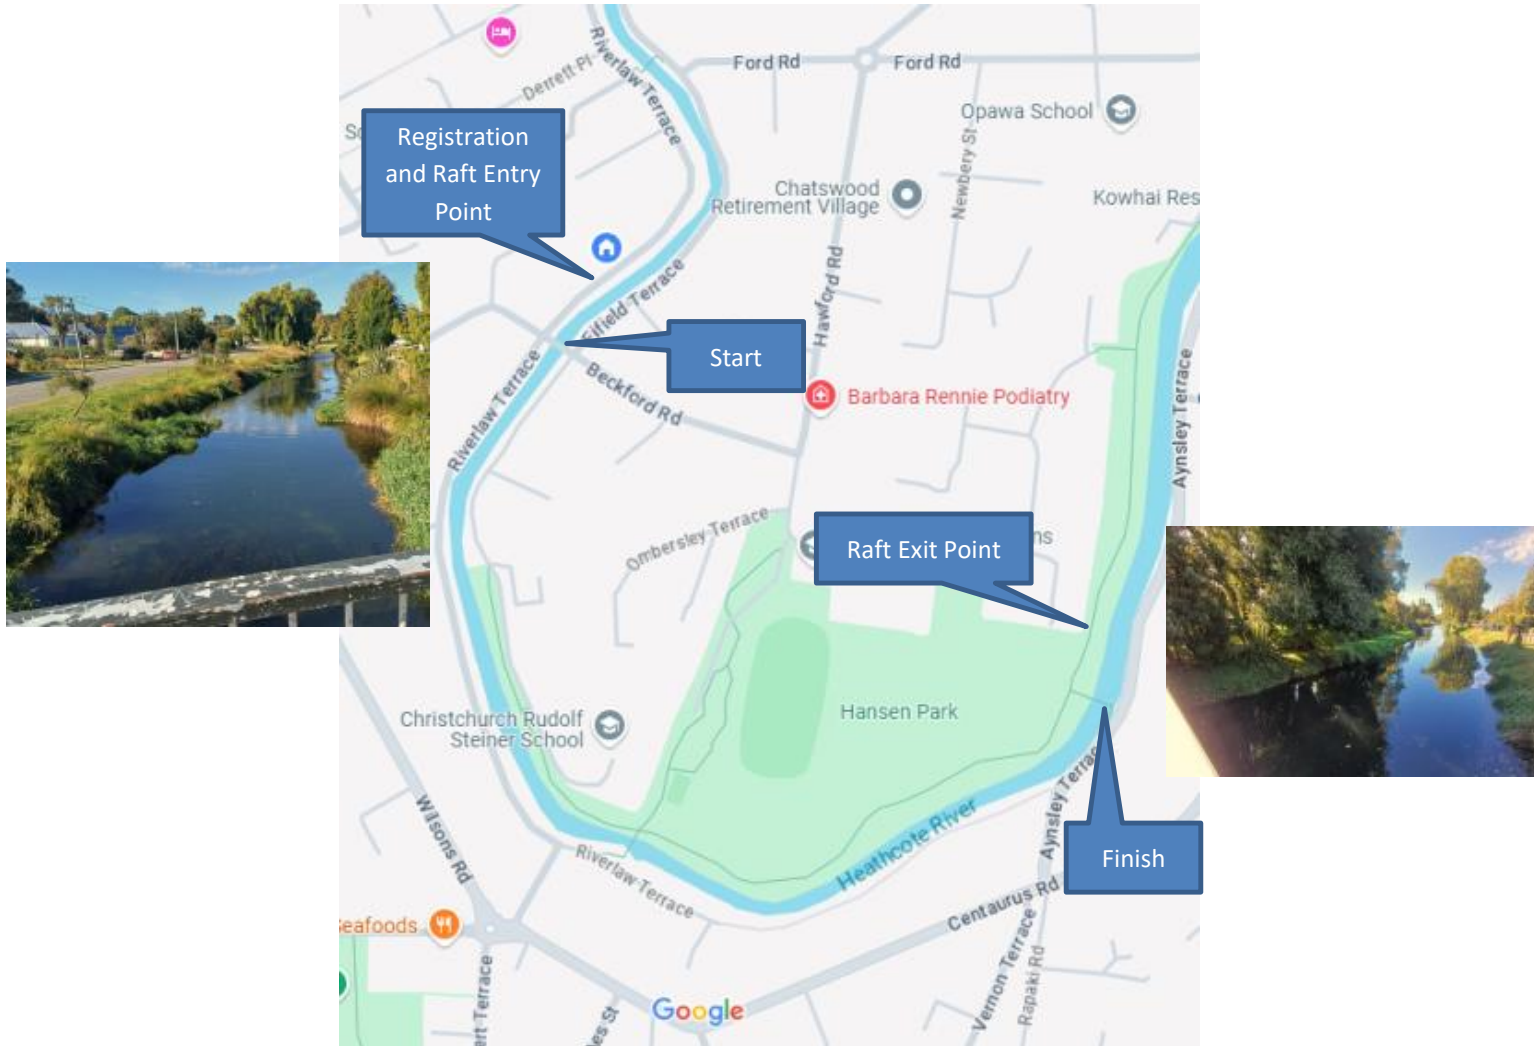 Riverlaw Terrace
Derrett Pl
Ford Rd
Ford Rd
Opawa School
Registration
and Raft Entry
Point
Chatswood
Retirement Village
Newbery St
Kowhai Res
Hawford Rd
Fifield Terrace
Start
Beckford Rd
Riverlaw Terrace
Barbara Rennie Podiatry
Aynsley Terrace
Ombersley Terrace
Raft Exit Point
Hansen Park
Christchurch Rudolf
Steiner School
Wilsons Rd
Heathcote River
Aynsley Terrace
Finish
Riverlaw Terrace
Centaurus Rd
Seafoods
Vernon Terrace
Rapaki Rd
Google